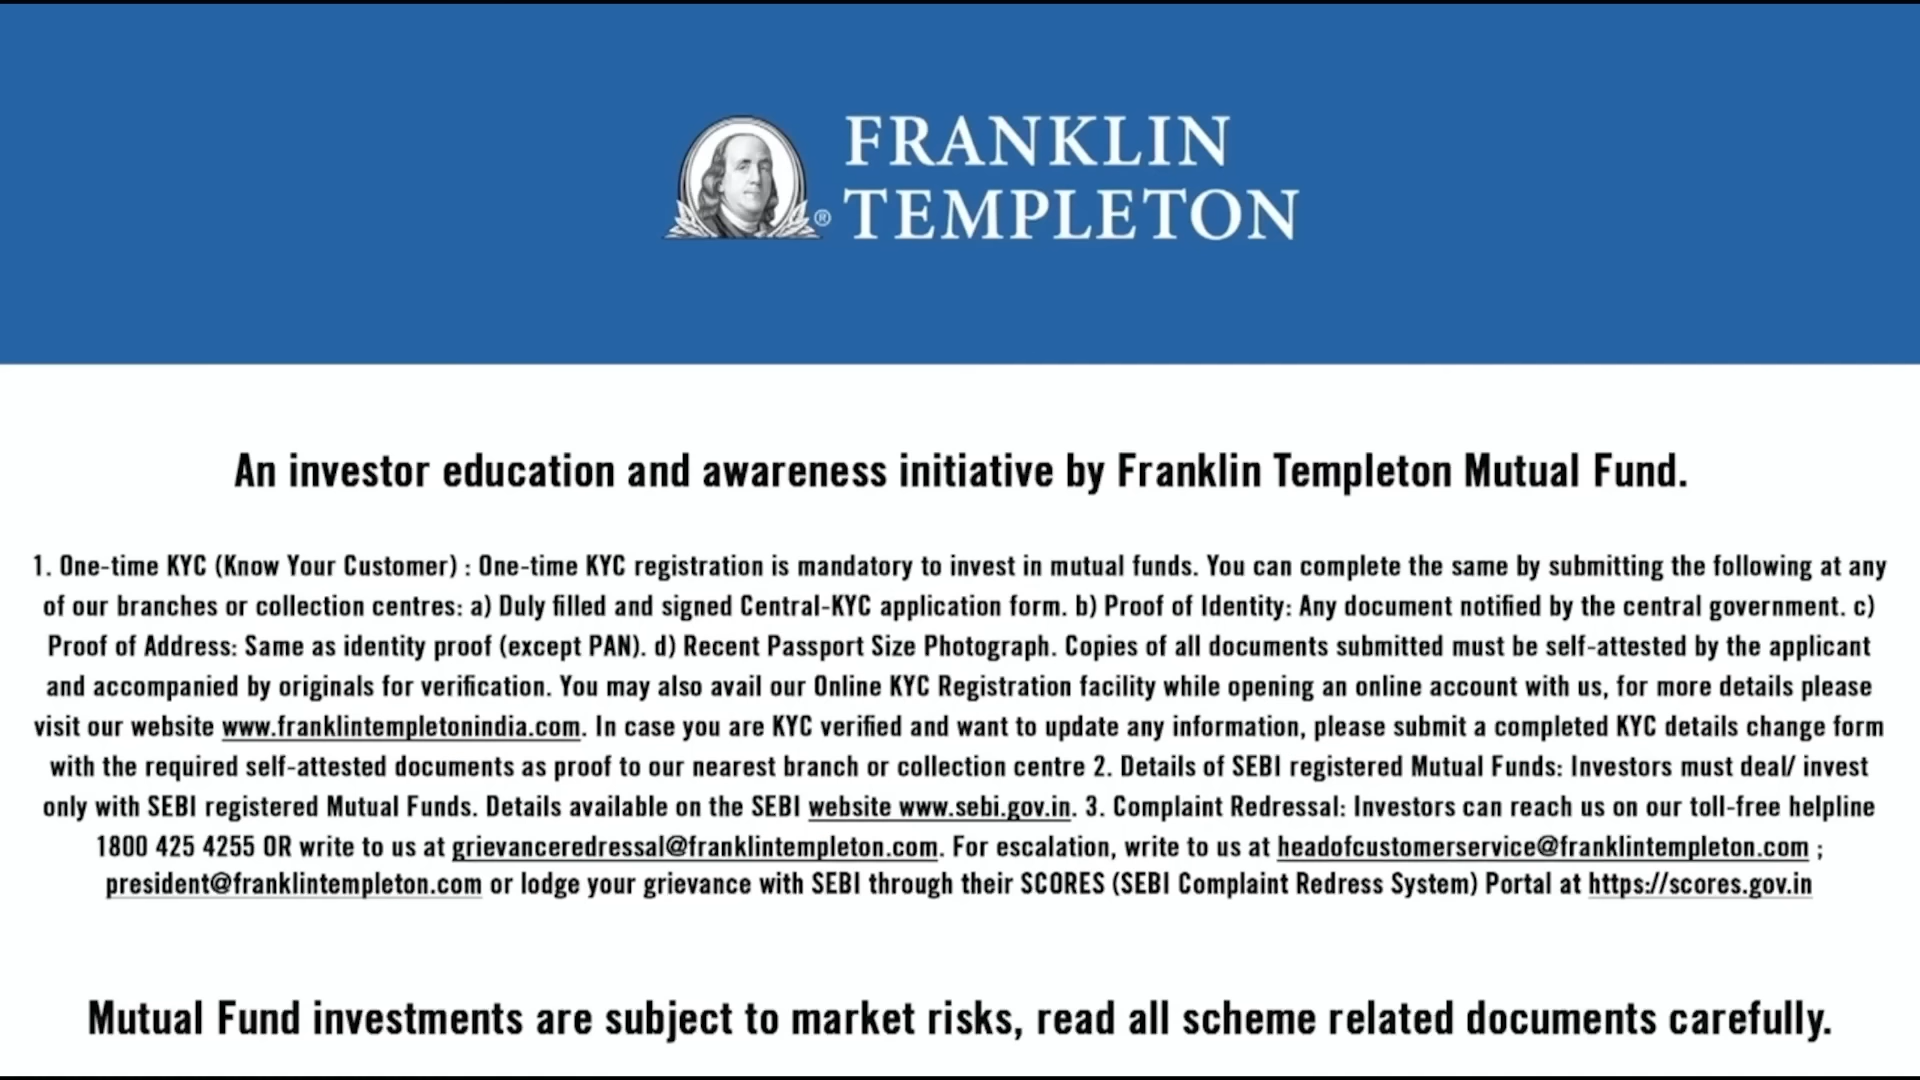 FRANKLIN
TEMPLETON
®
An investor education and awareness initiative by Franklin Templeton Mutual Fund.
1. One-time KYC (Know Your Customer) : One-time KYC registration is mandatory to invest in mutual funds. You can complete the same by submitting the following at any
of our branches or collection centres: a) Duly filled and signed Central-KYC application form. b) Proof of Identity: Any document notified by the central government. c)
Proof of Address: Same as identity proof (except PAN). d) Recent Passport Size Photograph. Copies of all documents submitted must be self-attested by the applicant
and accompanied by originals for verification. You may also avail our Online KYC Registration facility while opening an online account with us, for more details please
visit our website www.franklintempletonindia.com. In case you are KYC verified and want to update any information, please submit a completed KYC details change form
with the required self-attested documents as proof to our nearest branch or collection centre 2. Details of SEBI registered Mutual Funds: Investors must deal/ invest
only with SEBI registered Mutual Funds. Details available on the SEBI website www.sebi.gov.in. 3. Complaint Redressal: Investors can reach us on our toll-free helpline
1800 425 4255 OR write to us at grievanceredressal@franklintempleton.com. For escalation, write to us at headofcustomerservice@franklintempleton.com ;
president@franklintempleton.com or lodge your grievance with SEBI through their SCORES (SEBI Complaint Redress System) Portal at https://scores.gov.in
Mutual Fund investments are subject to market risks, read all scheme related documents carefully.